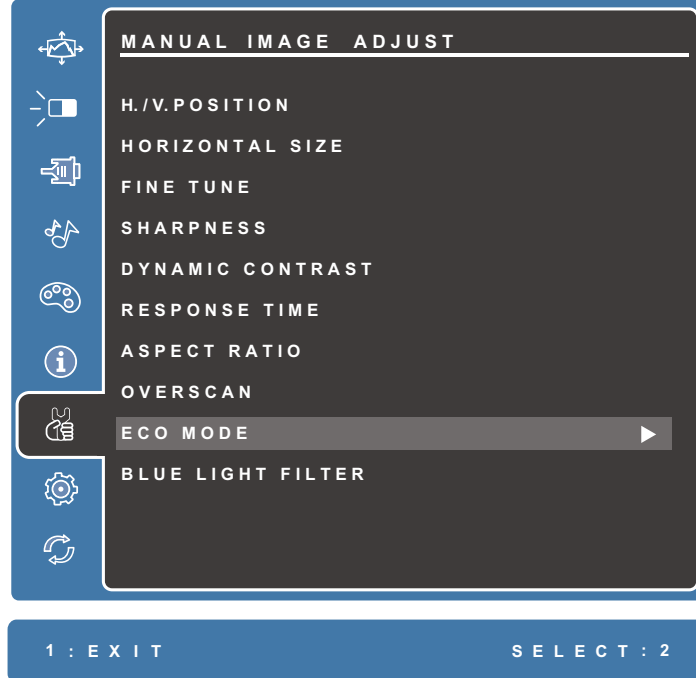 MANUAL IMAGE ADJUST
H./V.POSITION
HORIZONTAL SIZE
FINE TUNE
SHARPNESS
DYNAMIC CONTRAST
RESPONSE TIME
ASPECT RATIO
OVERSCAN
ECO MODE
BLUE LIGHT FILTER
1 : EXIT SELECT : 2